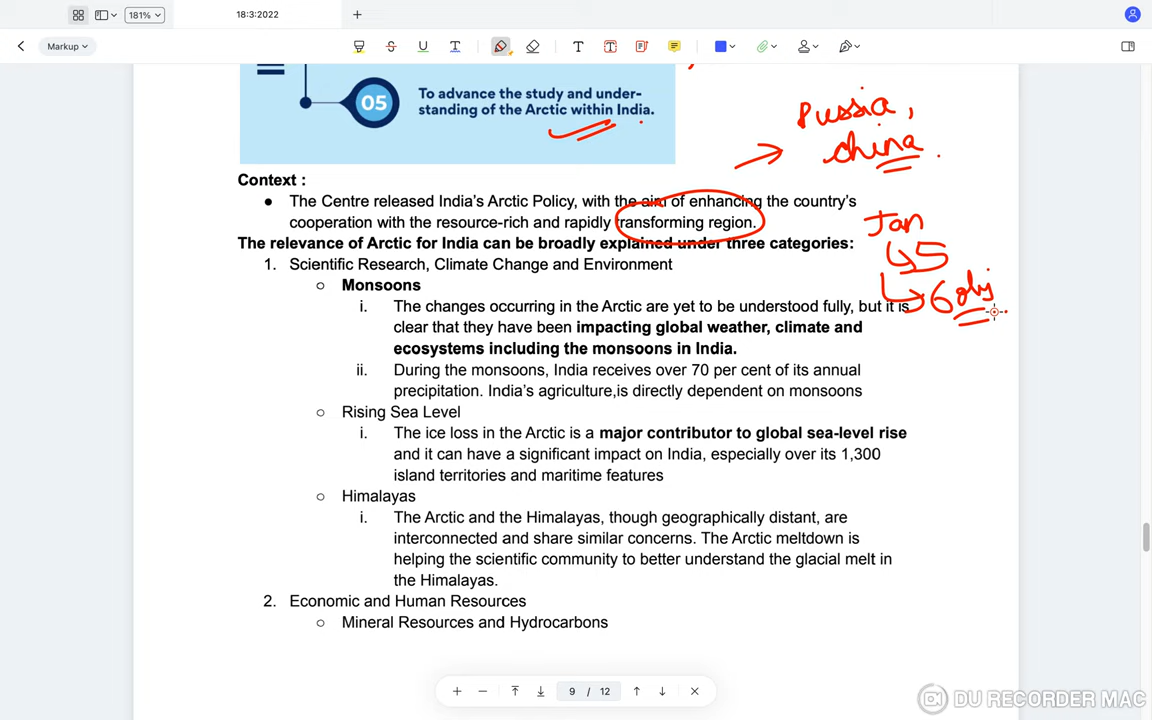 181%
18:3:2022
Markup
05
To advance the study and under-
standing of the Arctic within India.
Russia,
china.
Context :
The Centre released India's Arctic Policy, with the aim of enhancing the country's
cooperation with the resource-rich and rapidly transforming region.
Jan
The relevance of Arctic for India can be broadly explained under three categories:
5
1. Scientific Research, Climate Change and Environment
Monsoons
6 obj
i. The changes occurring in the Arctic are yet to be understood fully, but it is
clear that they have been impacting global weather, climate and
ecosystems including the monsoons in India.
ii. During the monsoons, India receives over 70 per cent of its annual
precipitation. India's agriculture,is directly dependent on monsoons
Rising Sea Level
i. The ice loss in the Arctic is a major contributor to global sea-level rise
and it can have a significant impact on India, especially over its 1,300
island territories and maritime features
Himalayas
i. The Arctic and the Himalayas, though geographically distant, are
interconnected and share similar concerns. The Arctic meltdown is
helping the scientific community to better understand the glacial melt in
the Himalayas.
2. Economic and Human Resources
Mineral Resources and Hydrocarbons
9 / 12
DU RECORDER MAC